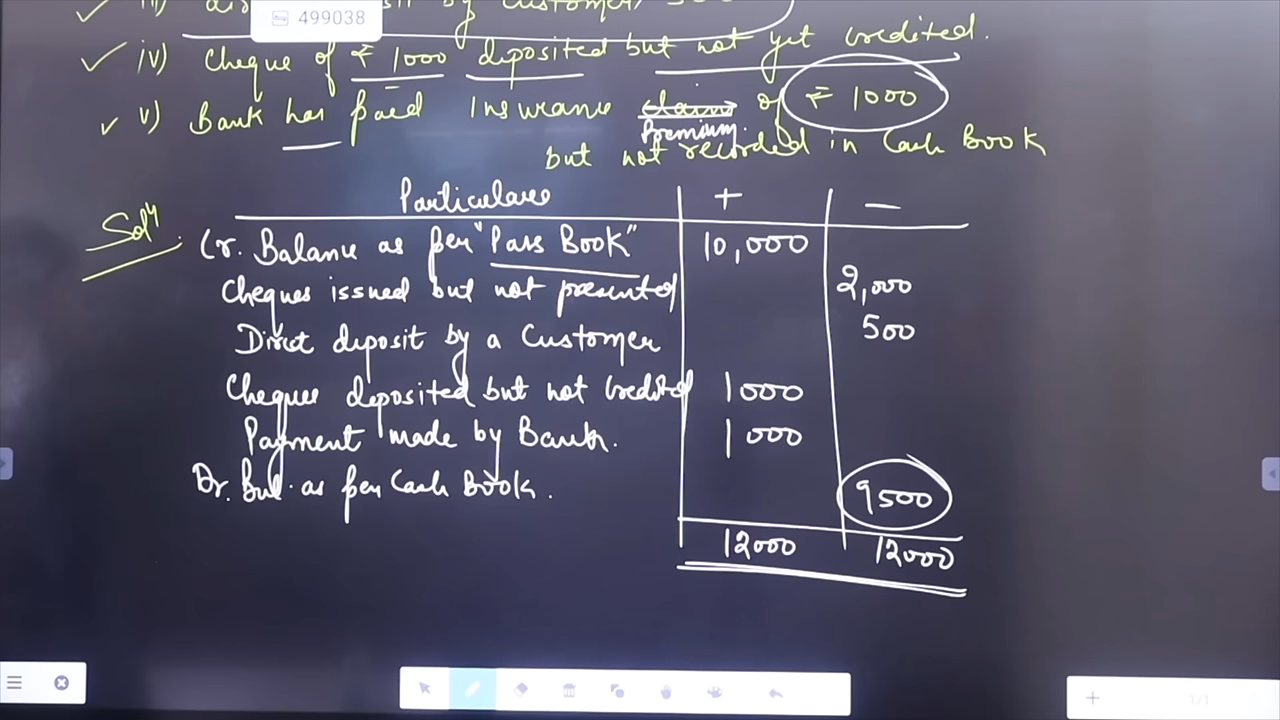 499038
iv) Cheque of ₹ 1000 deposited but not yet credited.
v) Bank has paid Insurance claim of ₹ 1000
Premium.
but not recorded in Cash Book
Solⁿ
Particulars + -
Cr. Balance as per "Pass Book" 10,000
Cheques issued but not presented 2,000
Direct deposit by a Customer 500
Cheques deposited but not Credited 1000
Payment made by Bank. 1000
Dr. Bal. as per Cash Book. 9500
12000 12000
1/1